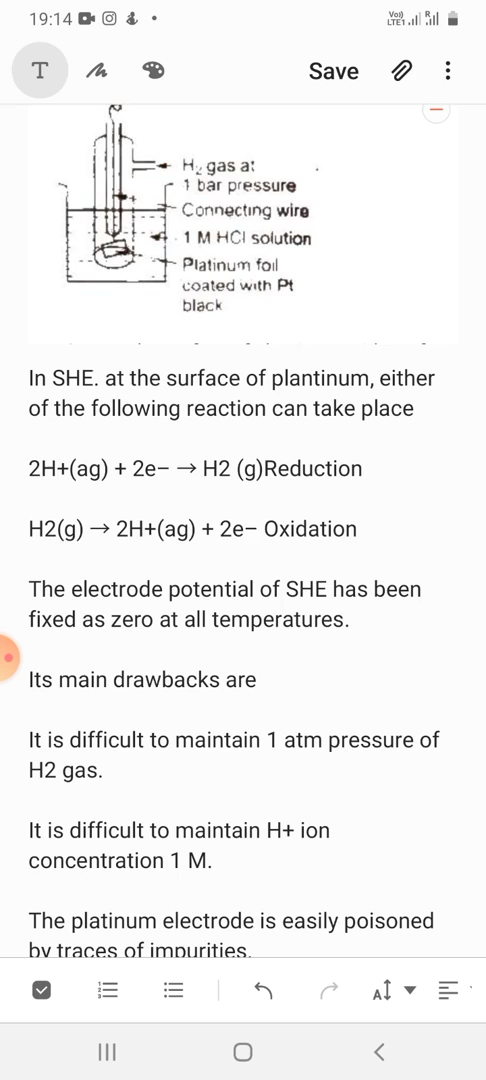 19:14
Vo))
LTE1
R
T
Save
H2 gas at
1 bar pressure
Connecting wire
1 M HCl solution
Platinum foil
coated with Pt
black
In SHE. at the surface of plantinum, either
of the following reaction can take place
2H+(ag) + 2e− → H2 (g)Reduction
H2(g) → 2H+(ag) + 2e− Oxidation
The electrode potential of SHE has been
fixed as zero at all temperatures.
Its main drawbacks are
It is difficult to maintain 1 atm pressure of
H2 gas.
It is difficult to maintain H+ ion
concentration 1 M.
The platinum electrode is easily poisoned
by traces of impurities.